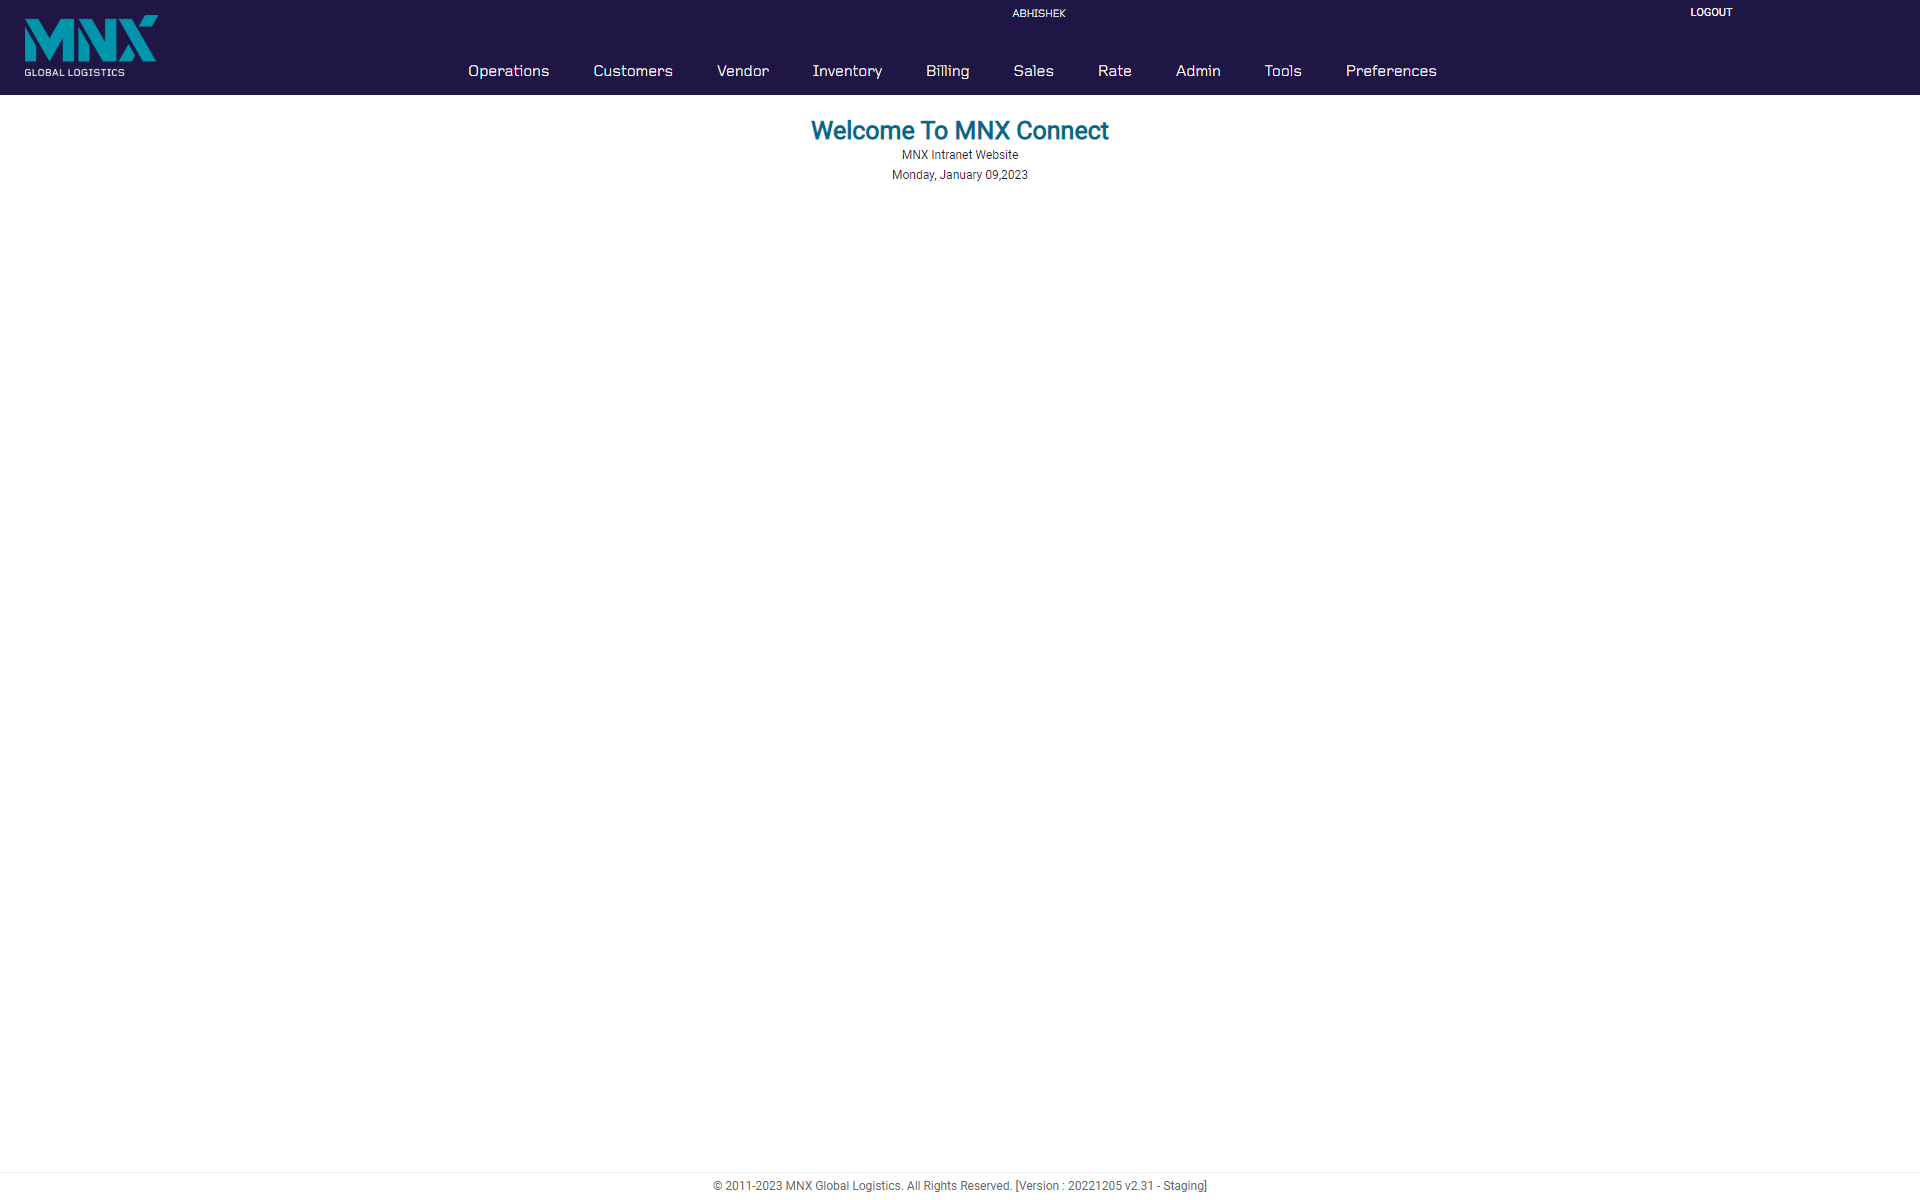 MNX
GLOBAL LOGISTICS
ABHISHEK
LOGOUT
Operations Customers Vendor Inventory Billing Sales Rate Admin Tools Preferences
Welcome To MNX Connect
MNX Intranet Website
Monday, January 09,2023
© 2011-2023 MNX Global Logistics. All Rights Reserved. [Version : 20221205 v2.31 - Staging]